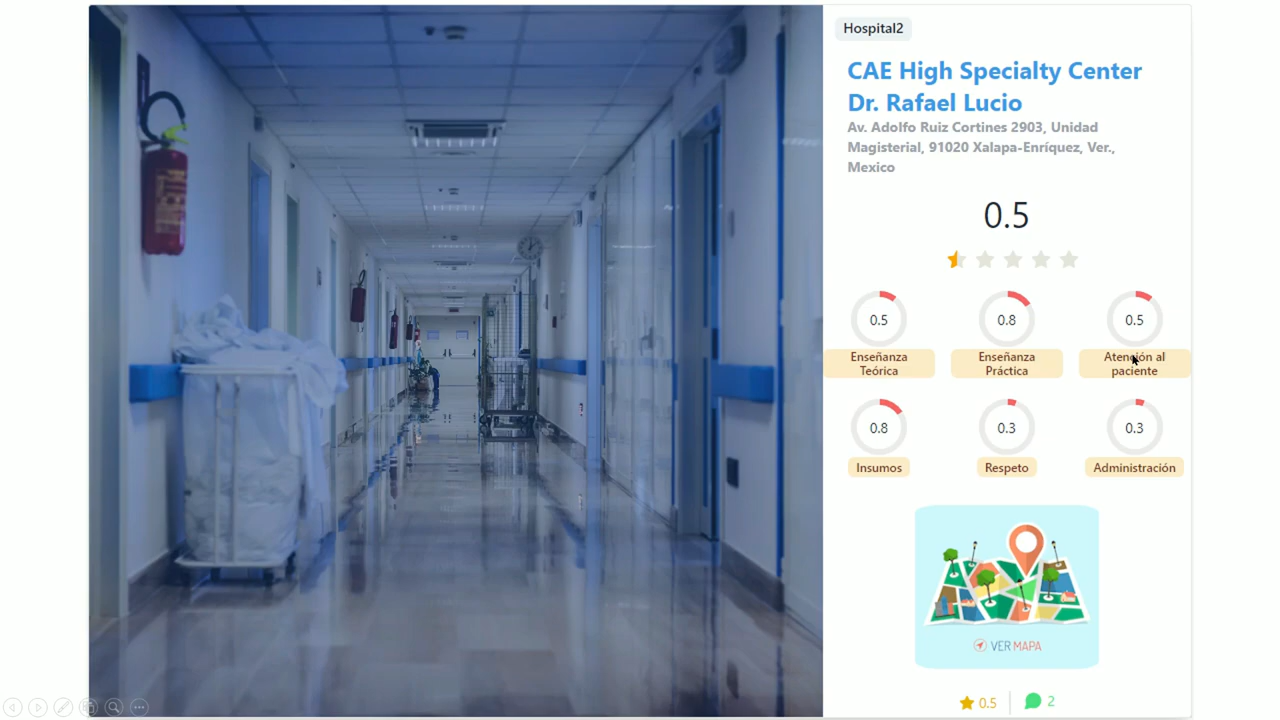 Hospital2
CAE High Specialty Center
Dr. Rafael Lucio
Av. Adolfo Ruiz Cortines 2903, Unidad
Magisterial, 91020 Xalapa-Enríquez, Ver.,
Mexico
0.5
0.5
0.8
0.5
Enseñanza
Teórica
Enseñanza
Práctica
Atención al
paciente
0.8
0.3
0.3
Insumos
Respeto
Administración
VER MAPA
0.5
2